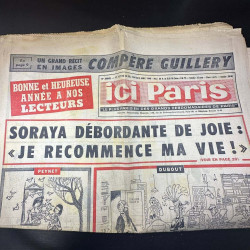 UN GRAND RÉCIT
EN IMAGES
COMPÈRE GUILLERY
BONNE et HEUREUSE
ANNÉE A NOS
LECTEURS
ici Paris
SORAYA DÉBORDANTE DE JOIE :
« JE RECOMMENCE MA VIE ! »
PEYNET
DUBOUT